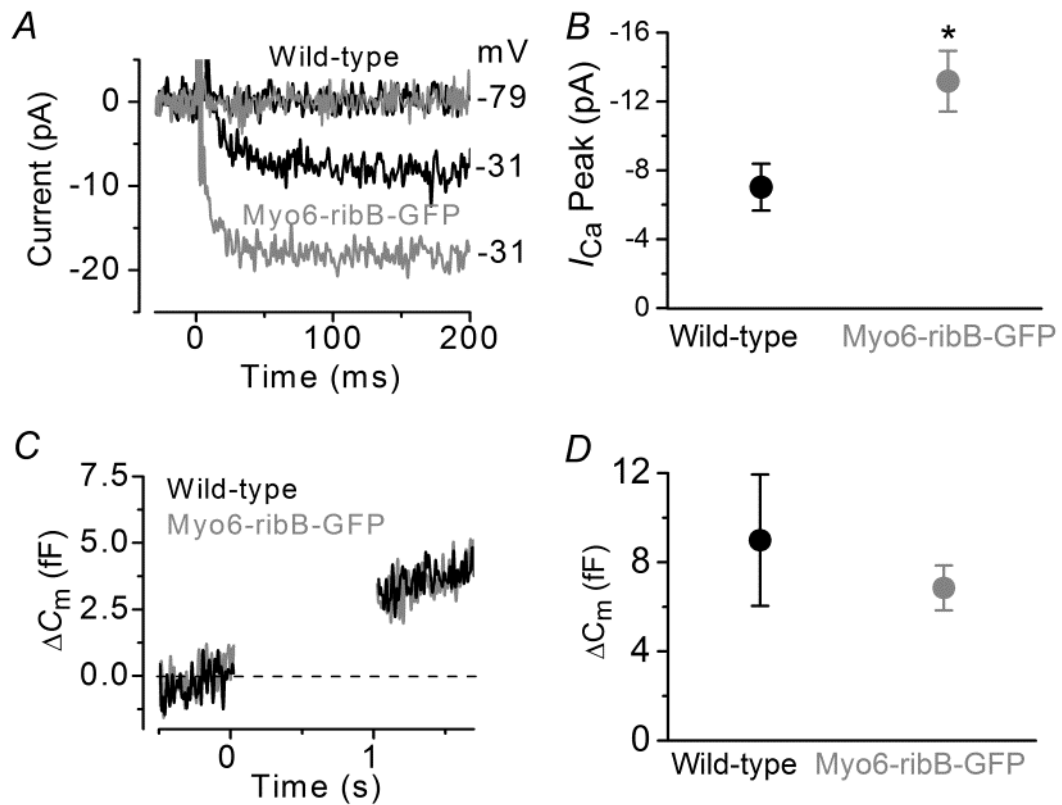 A
Wild-type
mV
0
-10
-20
Current (pA)
-79
-31
Myo6-ribB-GFP
-31
0
100
200
Time (ms)
B
*
-16
-12
-8
-4
0
ICa Peak (pA)
Wild-type
Myo6-ribB-GFP
C
7.5
5.0
2.5
0.0
ΔCm (fF)
Wild-type
Myo6-ribB-GFP
0
1
Time (s)
D
12
8
4
0
ΔCm (fF)
Wild-type
Myo6-ribB-GFP